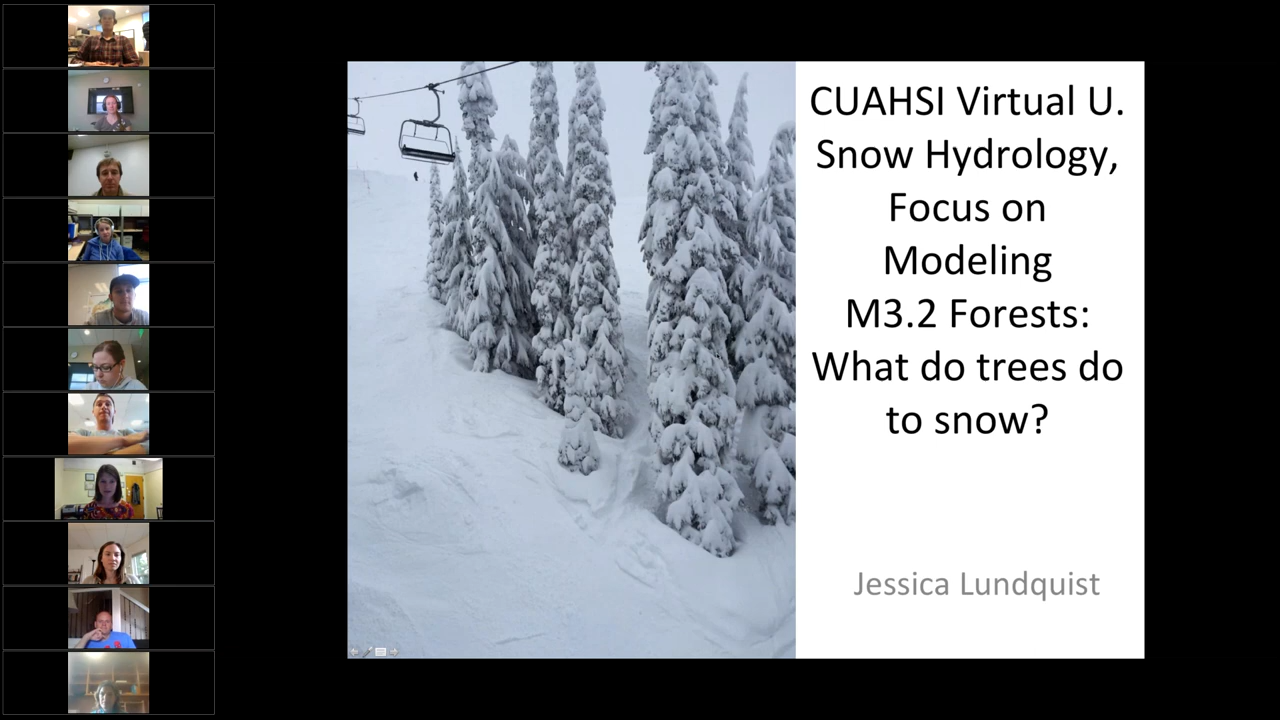 CUAHSI Virtual U.
Snow Hydrology,
Focus on
Modeling
M3.2 Forests:
What do trees do
to snow?
Jessica Lundquist